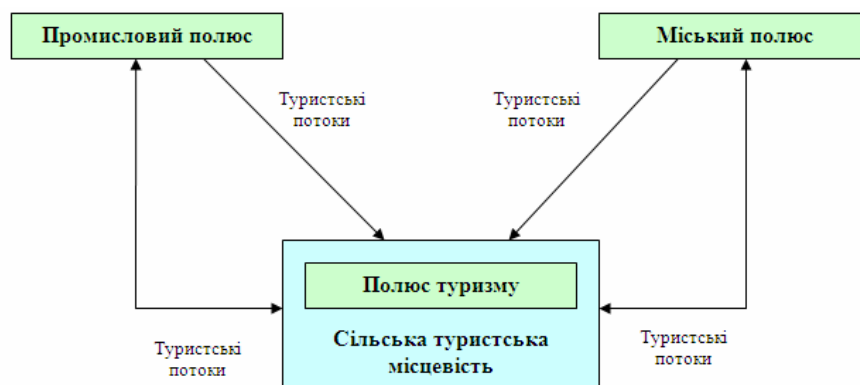 Промисловий полюс
Міський полюс
Туристські
потоки
Туристські
потоки
Полюс туризму
Сільська туристська
місцевість
Туристські
потоки
Туристські
потоки